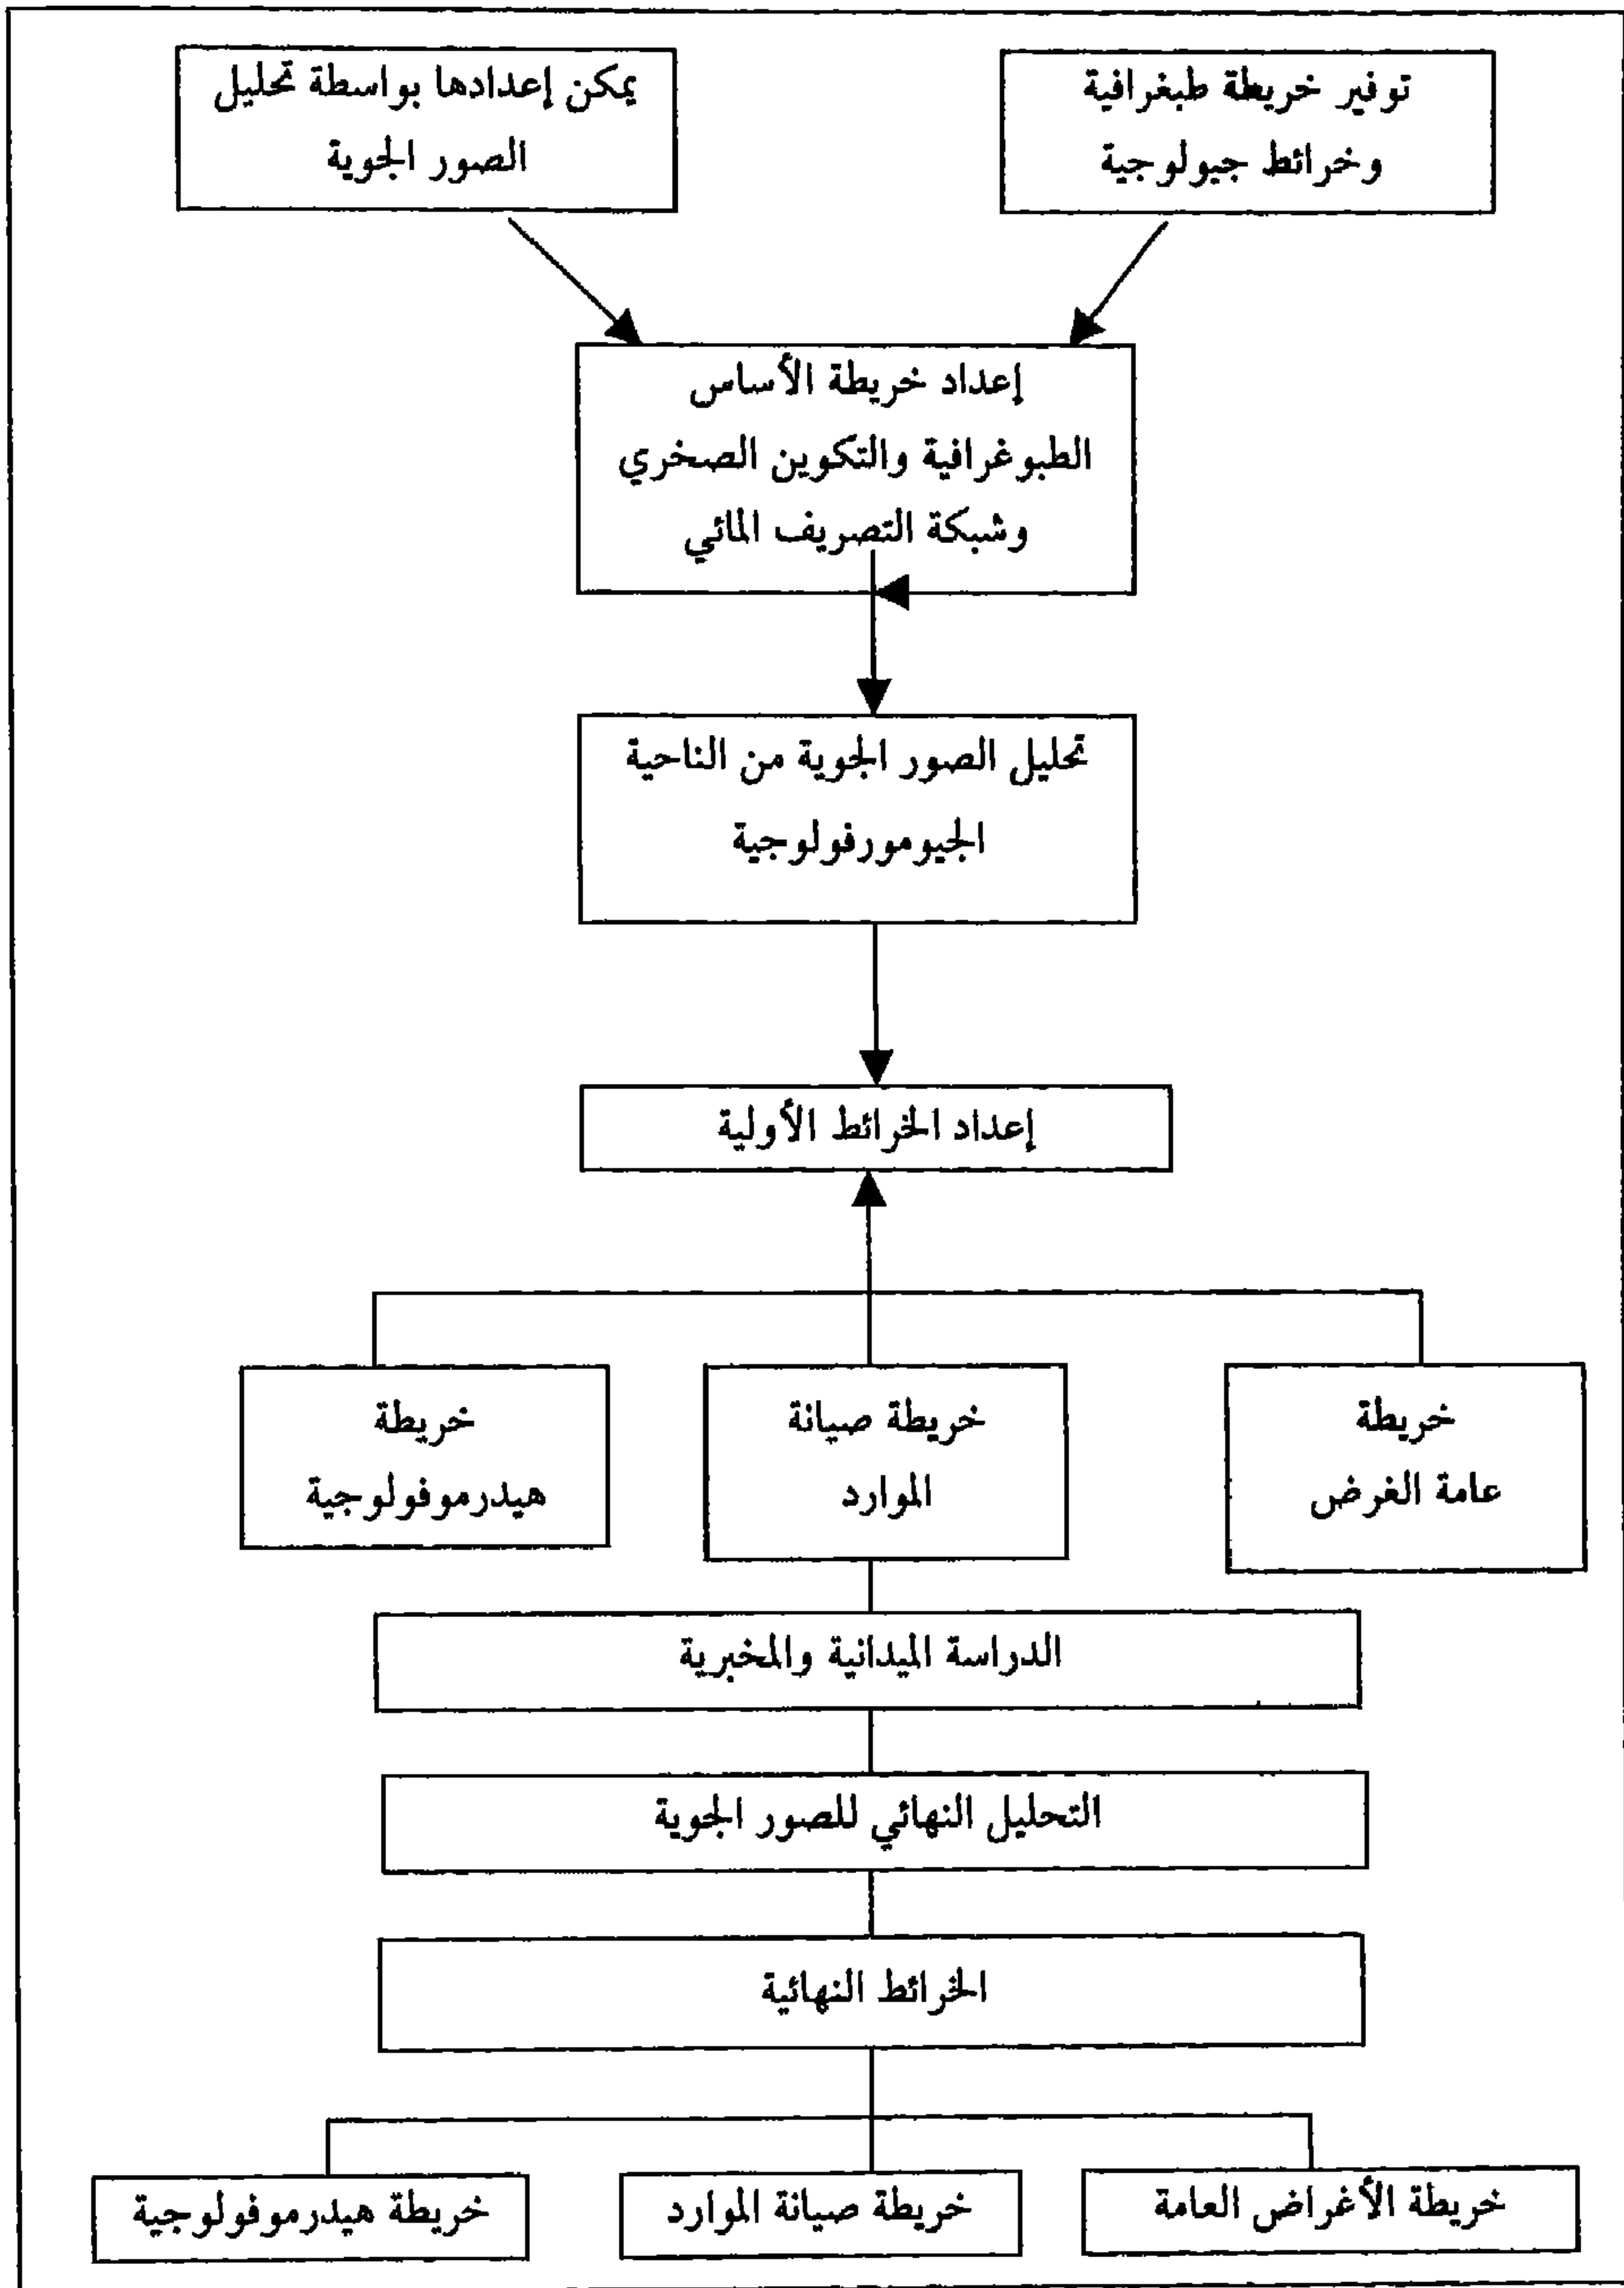 توفير خريطة طبغرافية
وخرائط جيولوجية
يمكن إعدادها بواسطة تحليل
الصور الجوية
إعداد خريطة الأساس
الطبوغرافية والتكوين الصخري
وشبكة التصريف المائي
تحليل الصور الجوية من الناحية
الجيومورفولوجية
إعداد الخرائط الأولية
خريطة
عامة الغرض
خريطة صيانة
الموارد
خريطة
هيدرموفولوجية
الدراسة الميدانية والمخبرية
التحليل النهائي للصور الجوية
الخرائط النهائية
خريطة الأغراض العامة
خريطة صيانة الموارد
خريطة هيدرموفولوجية